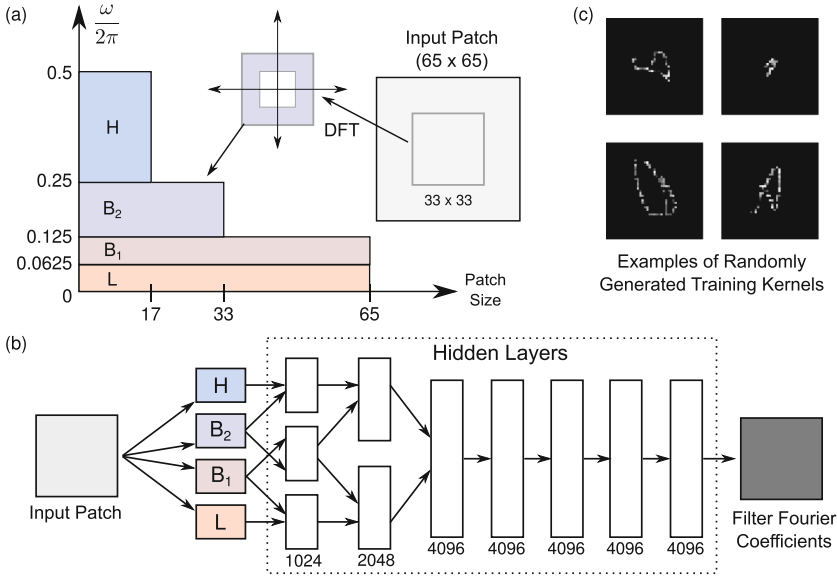 (a)
ω/2π
0.5
0.25
0.125
0.0625
0
H
B₂
B₁
L
17
33
65
Patch
Size
DFT
Input Patch
(65 x 65)
33 x 33
(c)
Examples of Randomly
Generated Training Kernels
(b)
Hidden Layers
Input Patch
H
B₂
B₁
L
1024
2048
4096
4096
4096
4096
4096
Filter Fourier
Coefficients